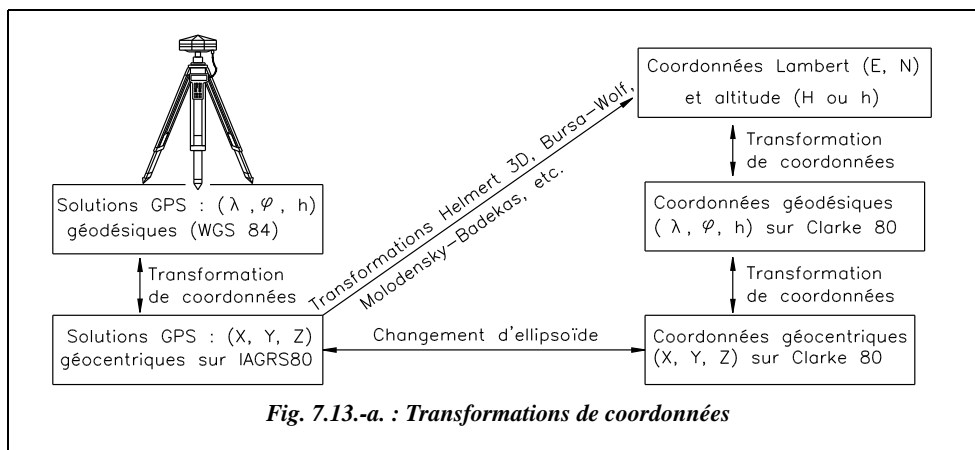 Solutions GPS : (λ , φ , h)
géodésiques (WGS 84)
Transformation
de coordonnées
Solutions GPS : (X, Y, Z)
géocentriques sur IAGRS80
Transformations Helmert 3D, Bursa-Wolf,
Molodensky-Badekas, etc.
Changement d'ellipsoïde
Coordonnées Lambert (E, N)
et altitude (H ou h)
Transformation
de coordonnées
Coordonnées géodésiques
( λ , φ, h) sur Clarke 80
Transformation
de coordonnées
Coordonnées géocentriques
(X, Y, Z) sur Clarke 80
Fig. 7.13.-a. : Transformations de coordonnées